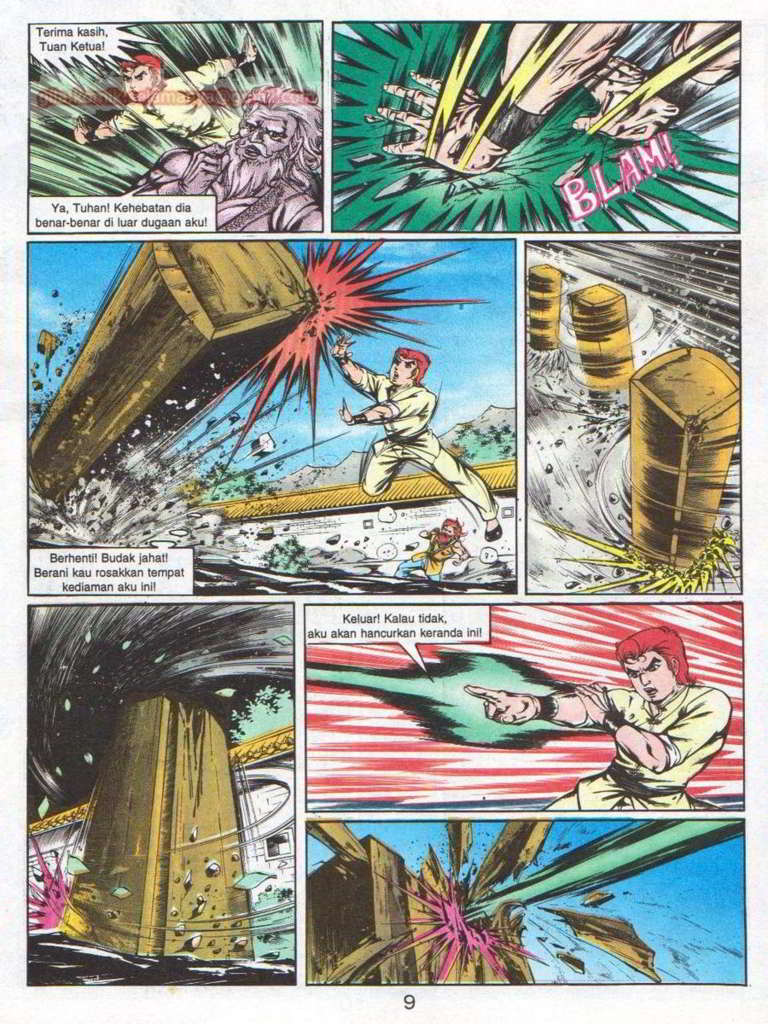 Terima kasih,
Tuan Ketua!
Ya, Tuhan! Kehebatan dia
benar-benar di luar dugaan aku!
BLAM!
Berhenti! Budak jahat!
Berani kau rosakkan tempat
kediaman aku ini!
Keluar! Kalau tidak,
aku akan hancurkan keranda ini!
9